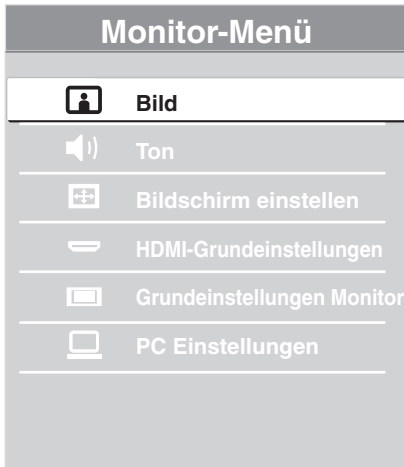 Monitor-Menü
Bild
Ton
Bildschirm einstellen
HDMI-Grundeinstellungen
Grundeinstellungen Monitor
PC Einstellungen